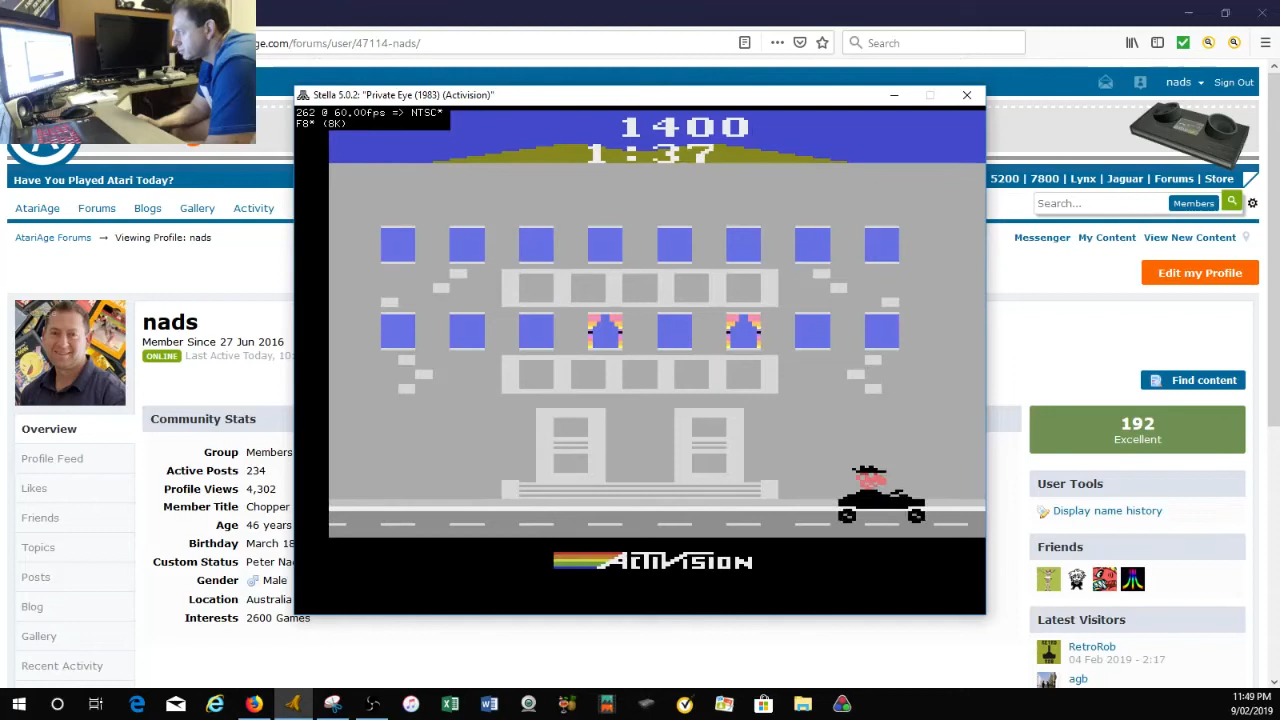 ge.com/forums/user/47114-nads/
Search
nads
Sign Out
Stella 5.0.2: "Private Eye (1983) (Activision)"
262 @ 60.00fps => NTSC*
F8* (8K)
1400
1:37
Have You Played Atari Today?
5200 | 7800 | Lynx | Jaguar | Forums | Store
AtariAge Forums Blogs Gallery Activity
Search... Members
AtariAge Forums → Viewing Profile: nads
Messenger My Content View New Content
Edit my Profile
nads
Member Since 27 Jun 2016
ONLINE Last Active Today, 10:
Find content
Community Stats
Overview
Profile Feed
Likes
Friends
Topics
Posts
Blog
Gallery
Recent Activity
Group Members
Active Posts 234
Profile Views 4,302
Member Title Chopper
Age 46 years
Birthday March 18
Custom Status Peter Na
Gender Male
Location Australia
Interests 2600 Games
192
Excellent
User Tools
Display name history
Friends
Latest Visitors
RetroRob
04 Feb 2019 - 2:17
agb
ACTIVISION
11:49 PM
9/02/2019